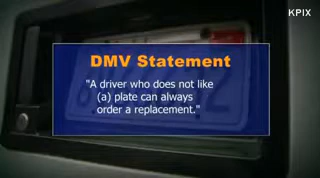 KPIX
DMV Statement
"A driver who does not like
(a) plate can always
order a replacement."